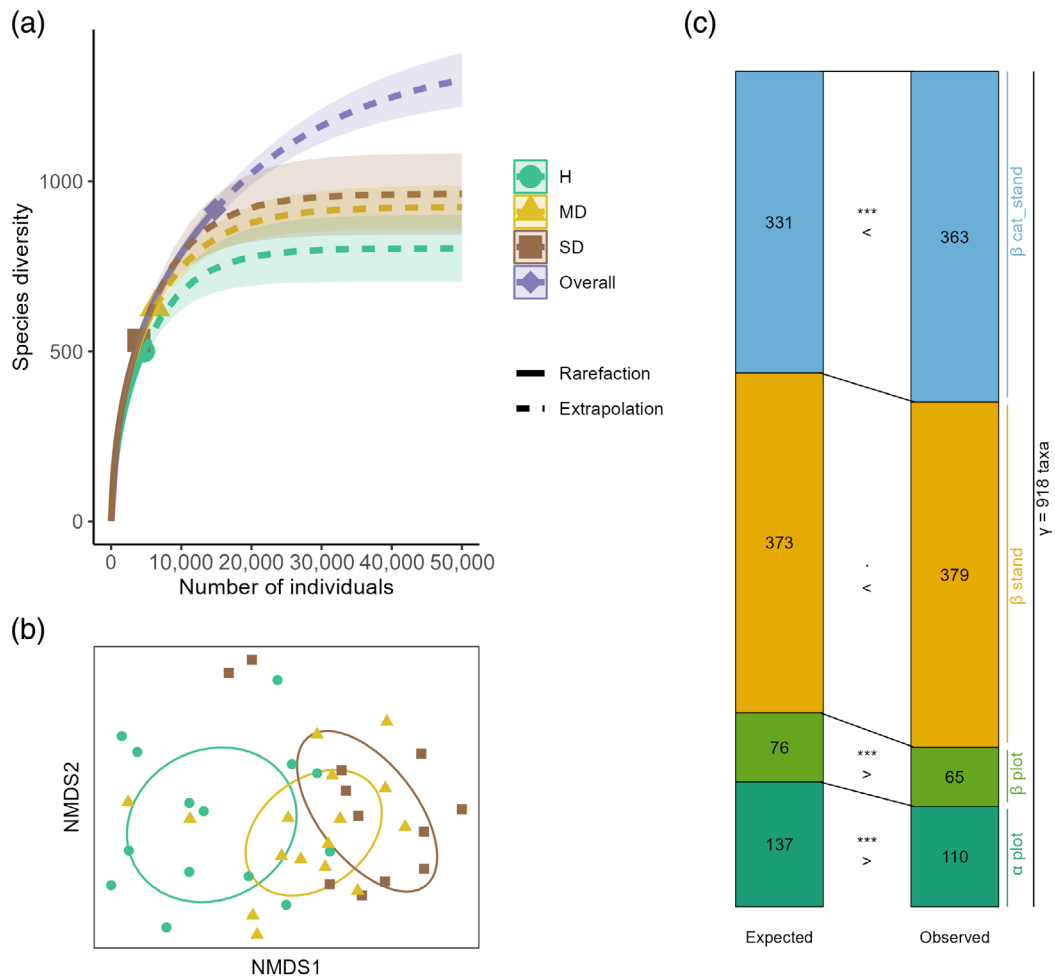 (a)
Species diversity
1000
500
0
0 10,000 20,000 30,000 40,000 50,000
Number of individuals
H
MD
SD
Overall
Rarefaction
Extrapolation
(b)
NMDS2
NMDS1
(c)
331
***
<
363
373
.
<
379
76
***
>
65
137
***
>
110
Expected
Observed
β cat_stand
β stand
β plot
α plot
γ = 918 taxa